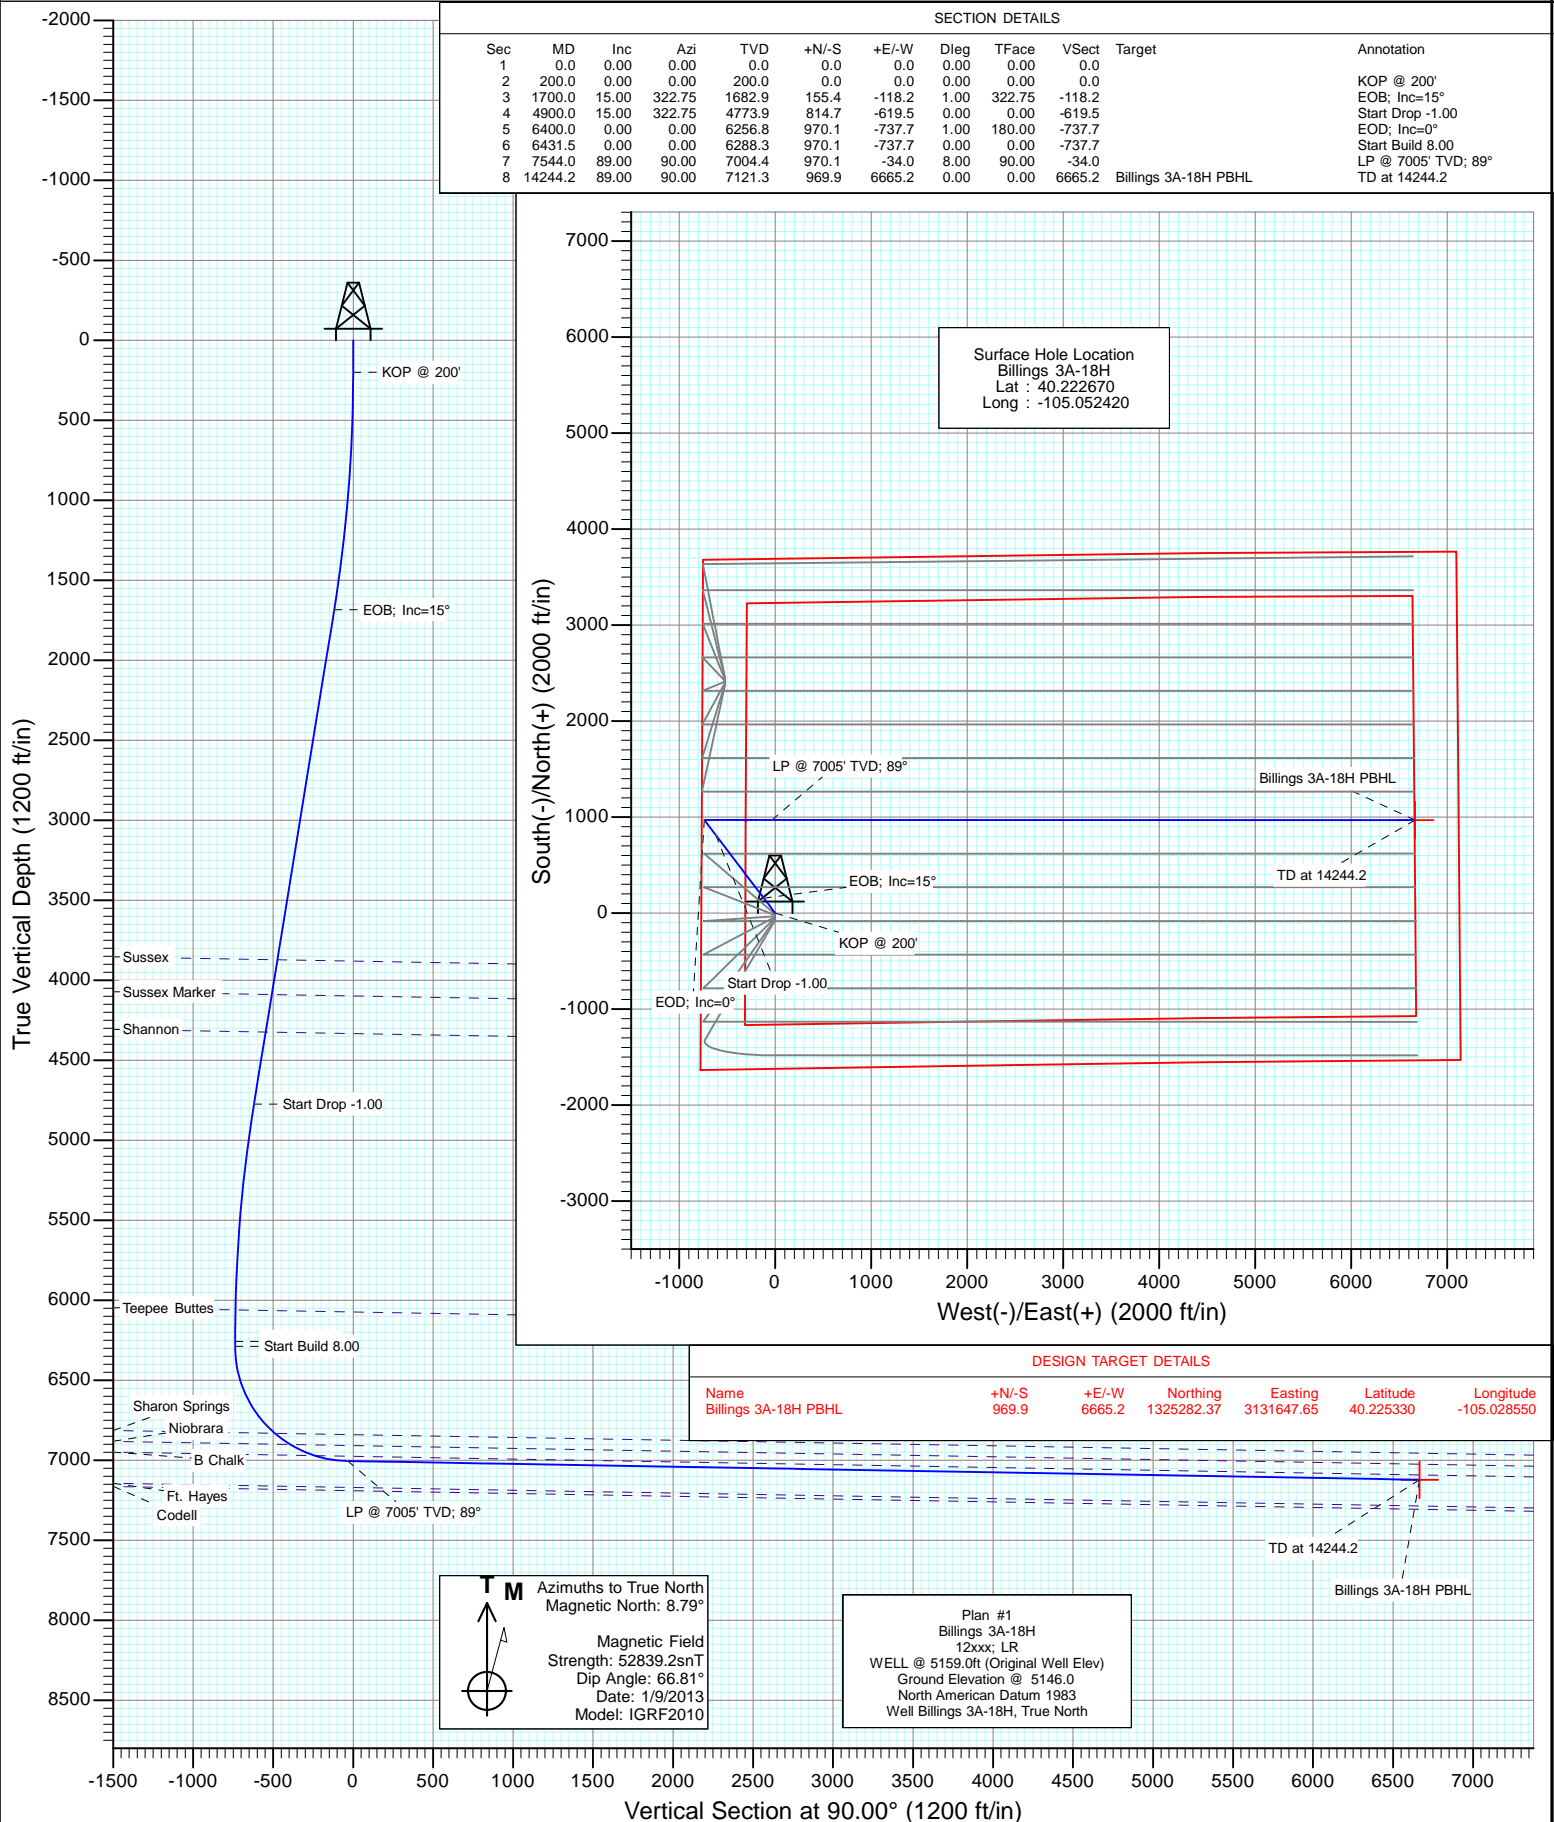 SECTION DETAILS
Sec MD Inc Azi TVD +N/-S +E/-W Dleg TFace VSect Target Annotation
1 0.0 0.00 0.00 0.0 0.0 0.0 0.00 0.00 0.0
2 200.0 0.00 0.00 200.0 0.0 0.0 0.00 0.00 0.0 KOP @ 200'
3 1700.0 15.00 322.75 1682.9 155.4 -118.2 1.00 322.75 -118.2 EOB; Inc=15°
4 4900.0 15.00 322.75 4773.9 814.7 -619.5 0.00 0.00 -619.5 Start Drop -1.00
5 6400.0 0.00 0.00 6256.8 970.1 -737.7 1.00 180.00 -737.7 EOD; Inc=0°
6 6431.5 0.00 0.00 6288.3 970.1 -737.7 0.00 0.00 -737.7 Start Build 8.00
7 7544.0 89.00 90.00 7004.4 970.1 -34.0 8.00 90.00 -34.0 LP @ 7005' TVD; 89°
8 14244.2 89.00 90.00 7121.3 969.9 6665.2 0.00 0.00 6665.2 Billings 3A-18H PBHL TD at 14244.2
-2000
-1500
-1000
-500
0
500
1000
1500
2000
2500
3000
3500
4000
4500
5000
5500
6000
6500
7000
7500
8000
8500
True Vertical Depth (1200 ft/in)
KOP @ 200'
EOB; Inc=15°
Sussex
Sussex Marker
Shannon
Start Drop -1.00
Teepee Buttes
Start Build 8.00
Sharon Springs
Niobrara
B Chalk
Ft. Hayes
Codell
LP @ 7005' TVD; 89°
TD at 14244.2
Billings 3A-18H PBHL
-1500 -1000 -500 0 500 1000 1500 2000 2500 3000 3500 4000 4500 5000 5500 6000 6500 7000
Vertical Section at 90.00° (1200 ft/in)
7000
6000
5000
4000
3000
2000
1000
0
-1000
-2000
-3000
South(-)/North(+) (2000 ft/in)
Surface Hole Location
Billings 3A-18H
Lat : 40.222670
Long : -105.052420
LP @ 7005' TVD; 89°
Billings 3A-18H PBHL
TD at 14244.2
EOB; Inc=15°
KOP @ 200'
Start Drop -1.00
EOD; Inc=0°
-1000 0 1000 2000 3000 4000 5000 6000 7000
West(-)/East(+) (2000 ft/in)
DESIGN TARGET DETAILS
Name +N/-S +E/-W Northing Easting Latitude Longitude
Billings 3A-18H PBHL 969.9 6665.2 1325282.37 3131647.65 40.225330 -105.028550
T M
Azimuths to True North
Magnetic North: 8.79°
Magnetic Field
Strength: 52839.2snT
Dip Angle: 66.81°
Date: 1/9/2013
Model: IGRF2010
Plan #1
Billings 3A-18H
12xxx; LR
WELL @ 5159.0ft (Original Well Elev)
Ground Elevation @ 5146.0
North American Datum 1983
Well Billings 3A-18H, True North